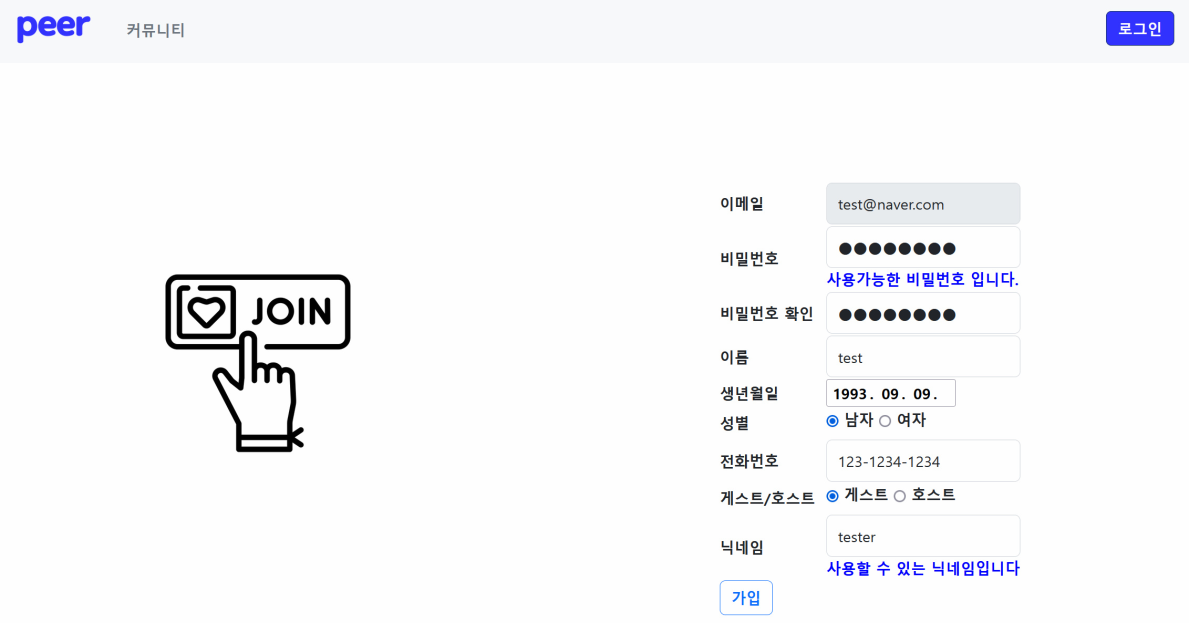 peer 커뮤니티 로그인
이메일 test@naver.com
비밀번호 ●●●●●●●●
사용가능한 비밀번호 입니다.
비밀번호 확인 ●●●●●●●●
이름 test
생년월일 1993. 09. 09.
성별 남자 여자
전화번호 123-1234-1234
게스트/호스트 게스트 호스트
닉네임 tester
사용할 수 있는 닉네임입니다
가입
JOIN